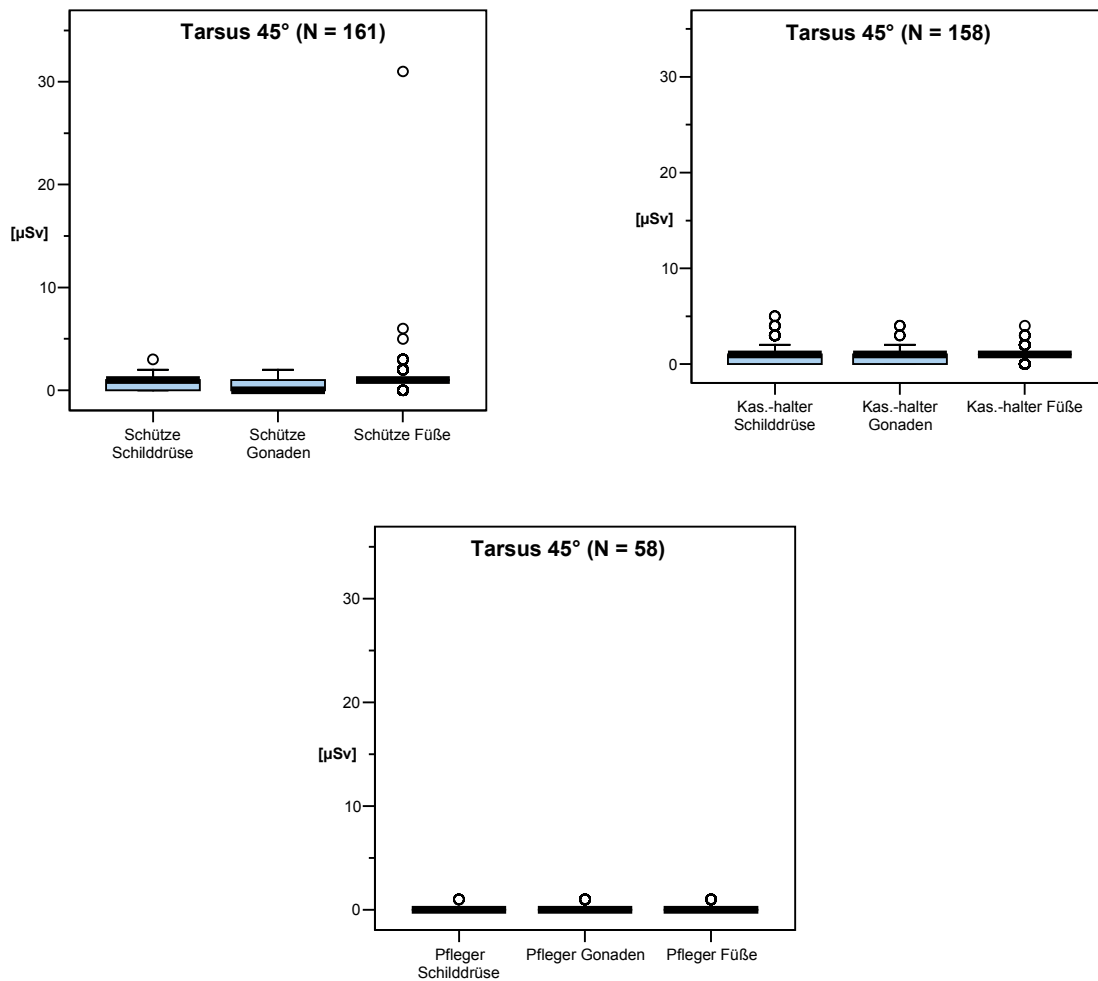 Tarsus 45° (N = 161)
30
20
[µSv]
10
0
Schütze
Schilddrüse
Schütze
Gonaden
Schütze Füße
Tarsus 45° (N = 158)
30
20
[µSv]
10
0
Kas.-halter
Schilddrüse
Kas.-halter
Gonaden
Kas.-halter Füße
Tarsus 45° (N = 58)
30
20
[µSv]
10
0
Pfleger
Schilddrüse
Pfleger Gonaden
Pfleger Füße